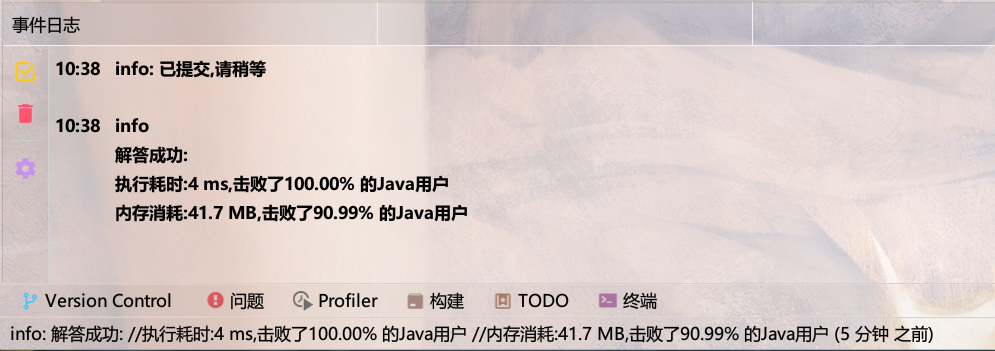 事件日志
10:38 info: 已提交,请稍等
10:38 info
解答成功:
执行耗时:4 ms,击败了100.00% 的Java用户
内存消耗:41.7 MB,击败了90.99% 的Java用户
Version Control 问题 Profiler 构建 TODO 终端
info: 解答成功: //执行耗时:4 ms,击败了100.00% 的Java用户 //内存消耗:41.7 MB,击败了90.99% 的Java用户 (5 分钟 之前)